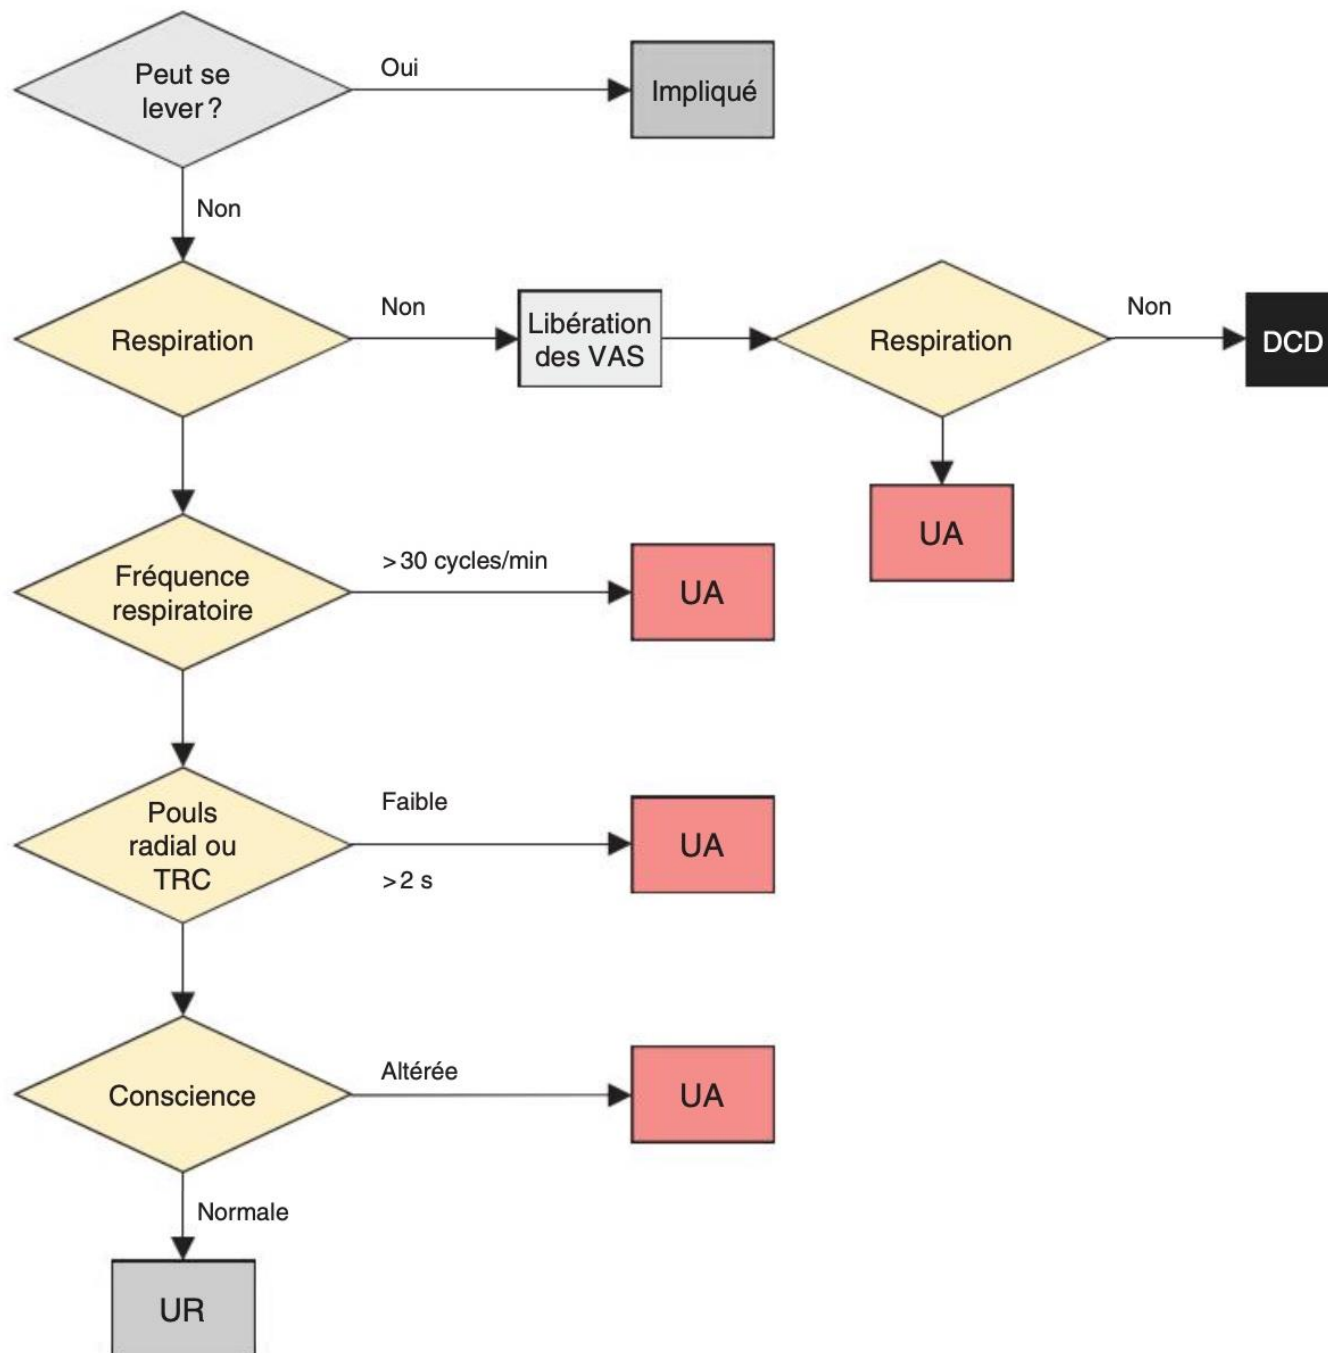 Peut se
lever ?
Oui
Impliqué
Non
Respiration
Non
Libération
des VAS
Respiration
Non
DCD
UA
Fréquence
respiratoire
> 30 cycles/min
UA
Pouls
radial ou
TRC
Faible
> 2 s
UA
Conscience
Altérée
UA
Normale
UR